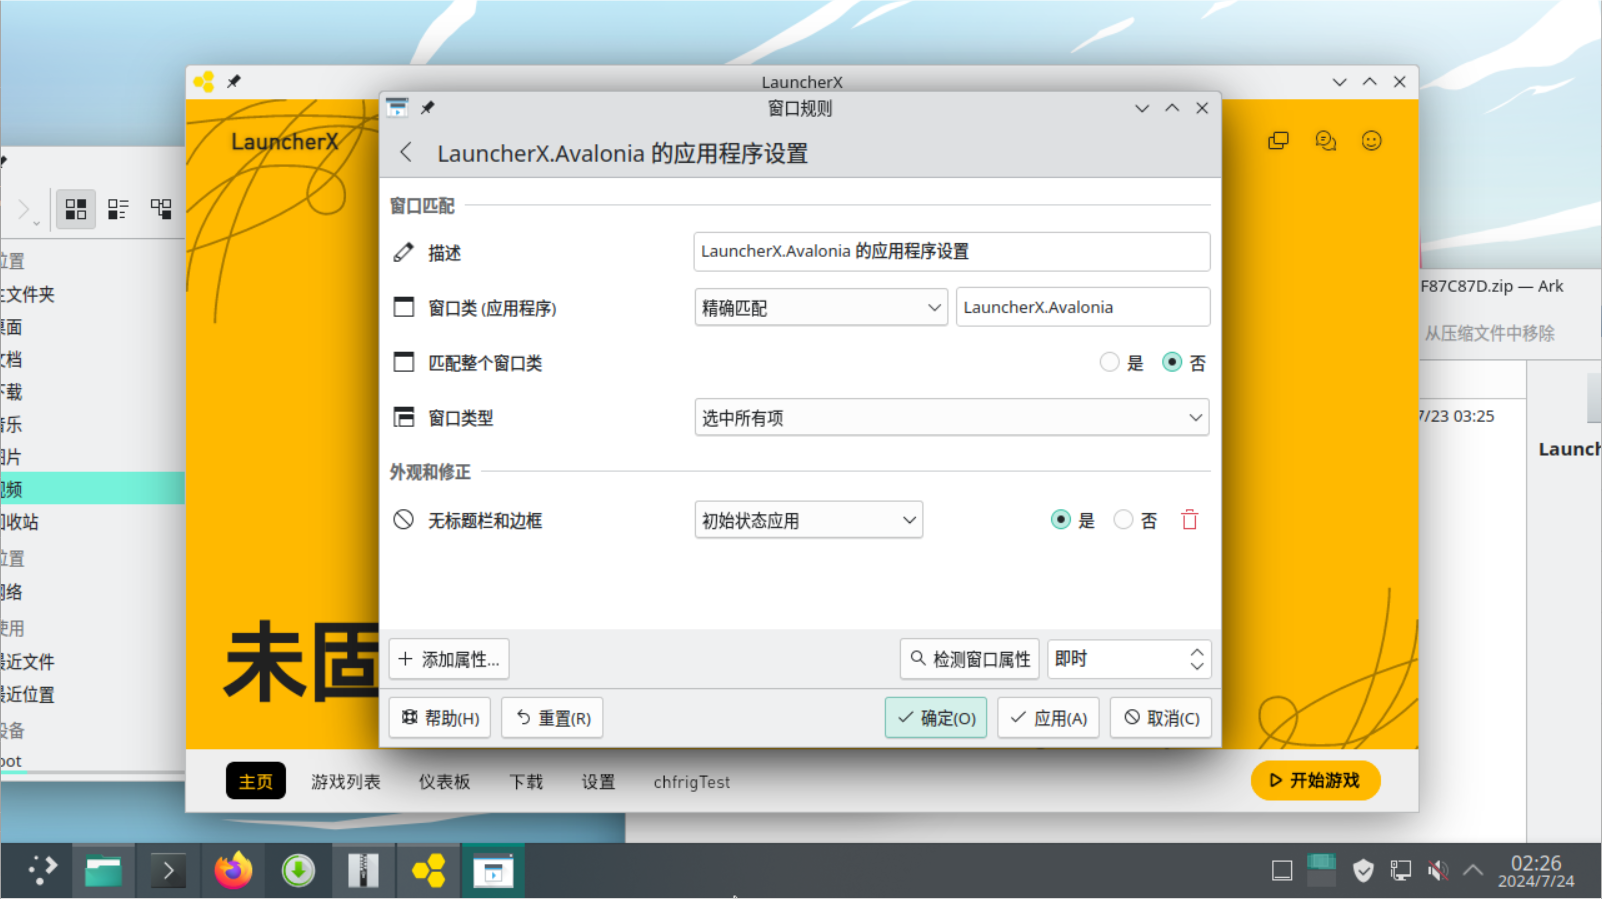 LauncherX
窗口规则
LauncherX
LauncherX.Avalonia 的应用程序设置
窗口匹配
描述
LauncherX.Avalonia 的应用程序设置
窗口类 (应用程序)
精确匹配
LauncherX.Avalonia
匹配整个窗口类
是
否
窗口类型
选中所有项
外观和修正
无标题栏和边框
初始状态应用
是
否
添加属性...
检测窗口属性
即时
帮助(H)
重置(R)
确定(O)
应用(A)
取消(C)
未固
主页
游戏列表
仪表板
下载
设置
chfrigTest
开始游戏
位置
文件夹
桌面
文档
下载
音乐
图片
视频
回收站
位置
网络
使用
最近文件
最近位置
设备
oot
F87C87D.zip — Ark
从压缩文件中移除
7/23 03:25
Launch
02:26
2024/7/24